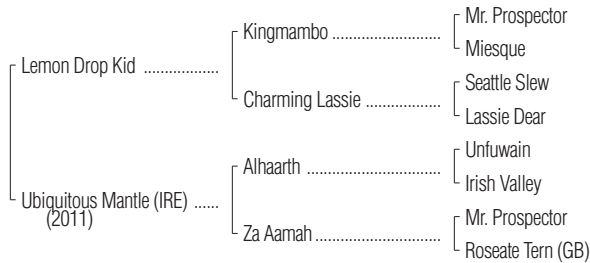 Mr. Prospector
Kingmambo ........................
Miesque
Lemon Drop Kid ..................
Seattle Slew
Charming Lassie ..................
Lassie Dear
Unfuwain
Alhaarth ..............................
Irish Valley
Ubiquitous Mantle (IRE) ......
(2011)
Mr. Prospector
Za Aamah............................
Roseate Tern (GB)